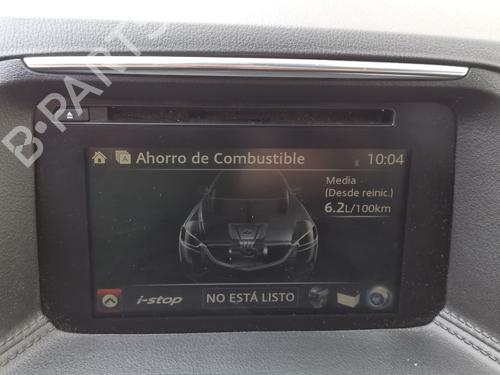 B·PARTS
Ahorro de Combustible
10:04
Media
(Desde reinic.)
6.2L/100km
i-stop
NO ESTÁ LISTO